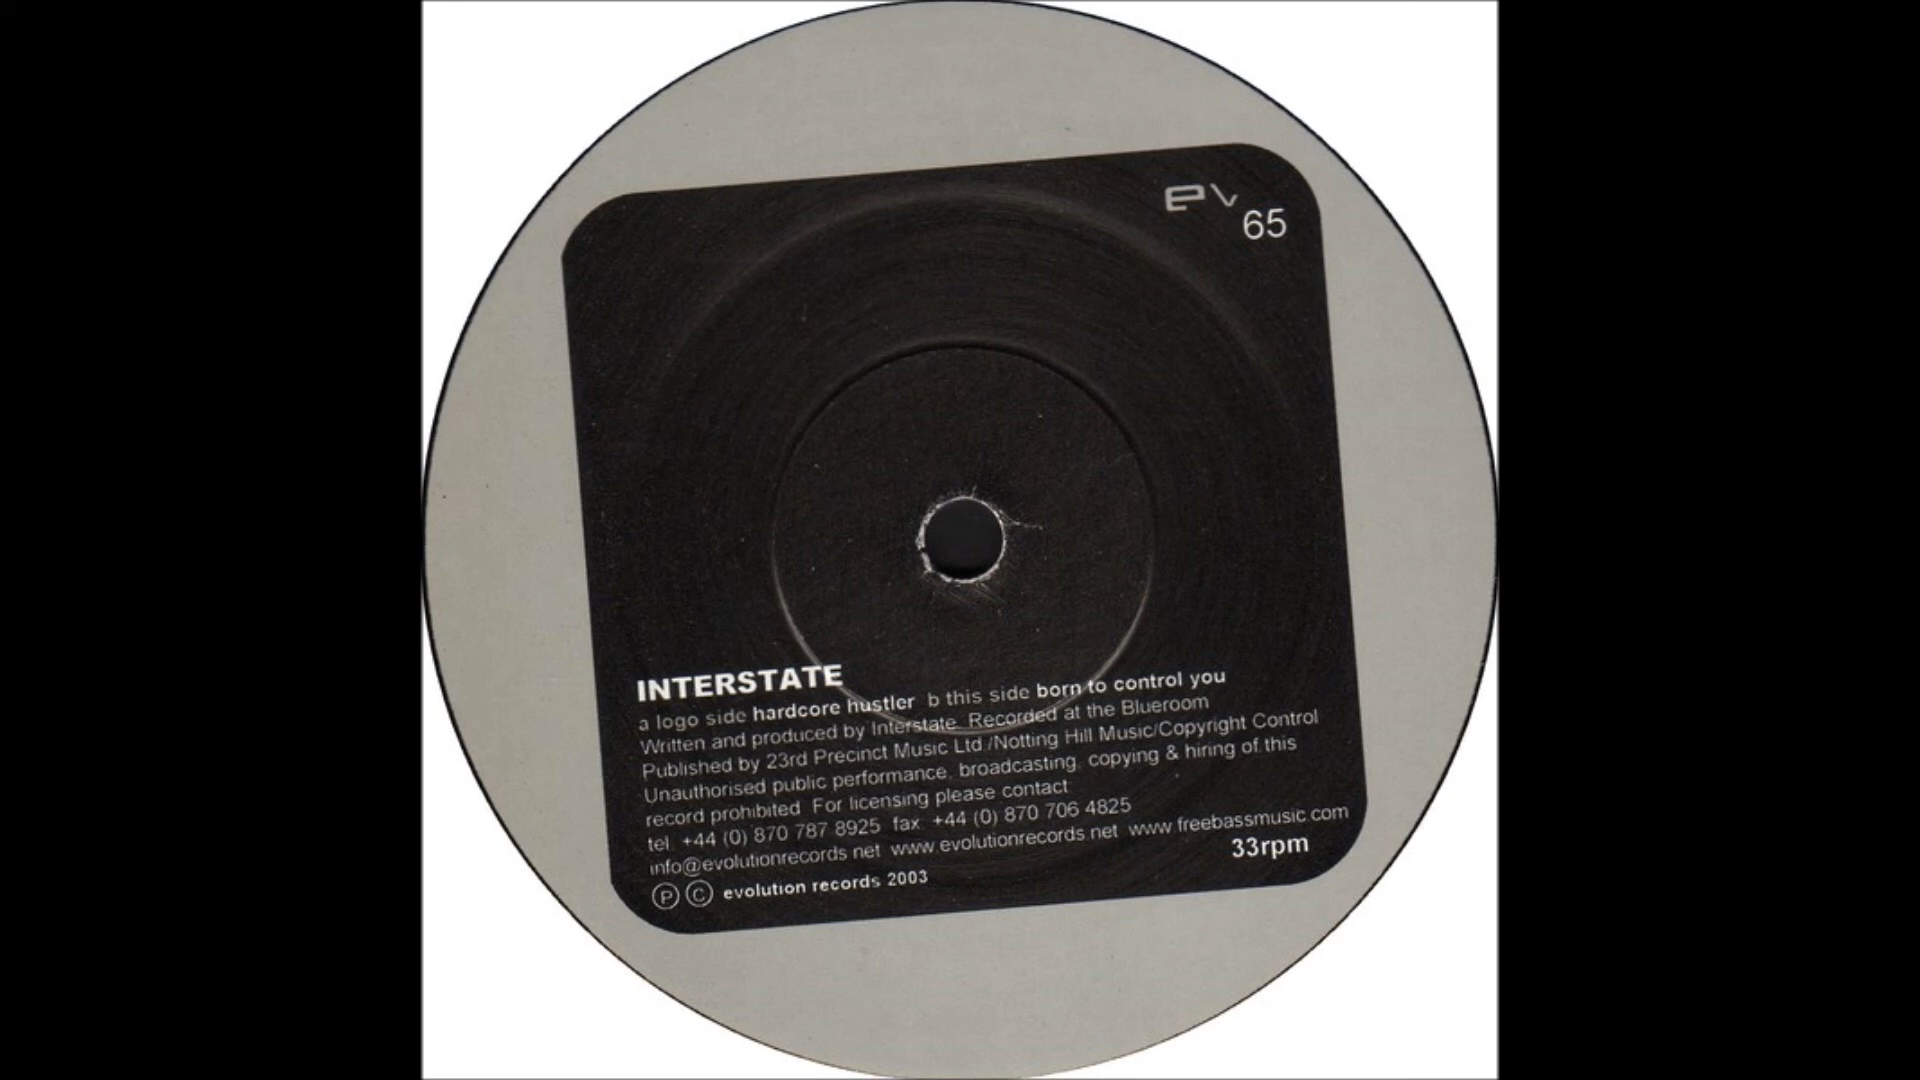 ev
65
INTERSTATE
a logo side hardcore hustler b this side born to control you
Written and produced by Interstate. Recorded at the Blueroom
Published by 23rd Precinct Music Ltd./Notting Hill Music/Copyright Control
Unauthorised public performance, broadcasting, copying & hiring of this
record prohibited. For licensing please contact
tel. +44 (0) 870 787 8925 fax. +44 (0) 870 706 4825
info@evolutionrecords.net www.evolutionrecords.net www.freebassmusic.com
33rpm
Ⓟ © evolution records 2003